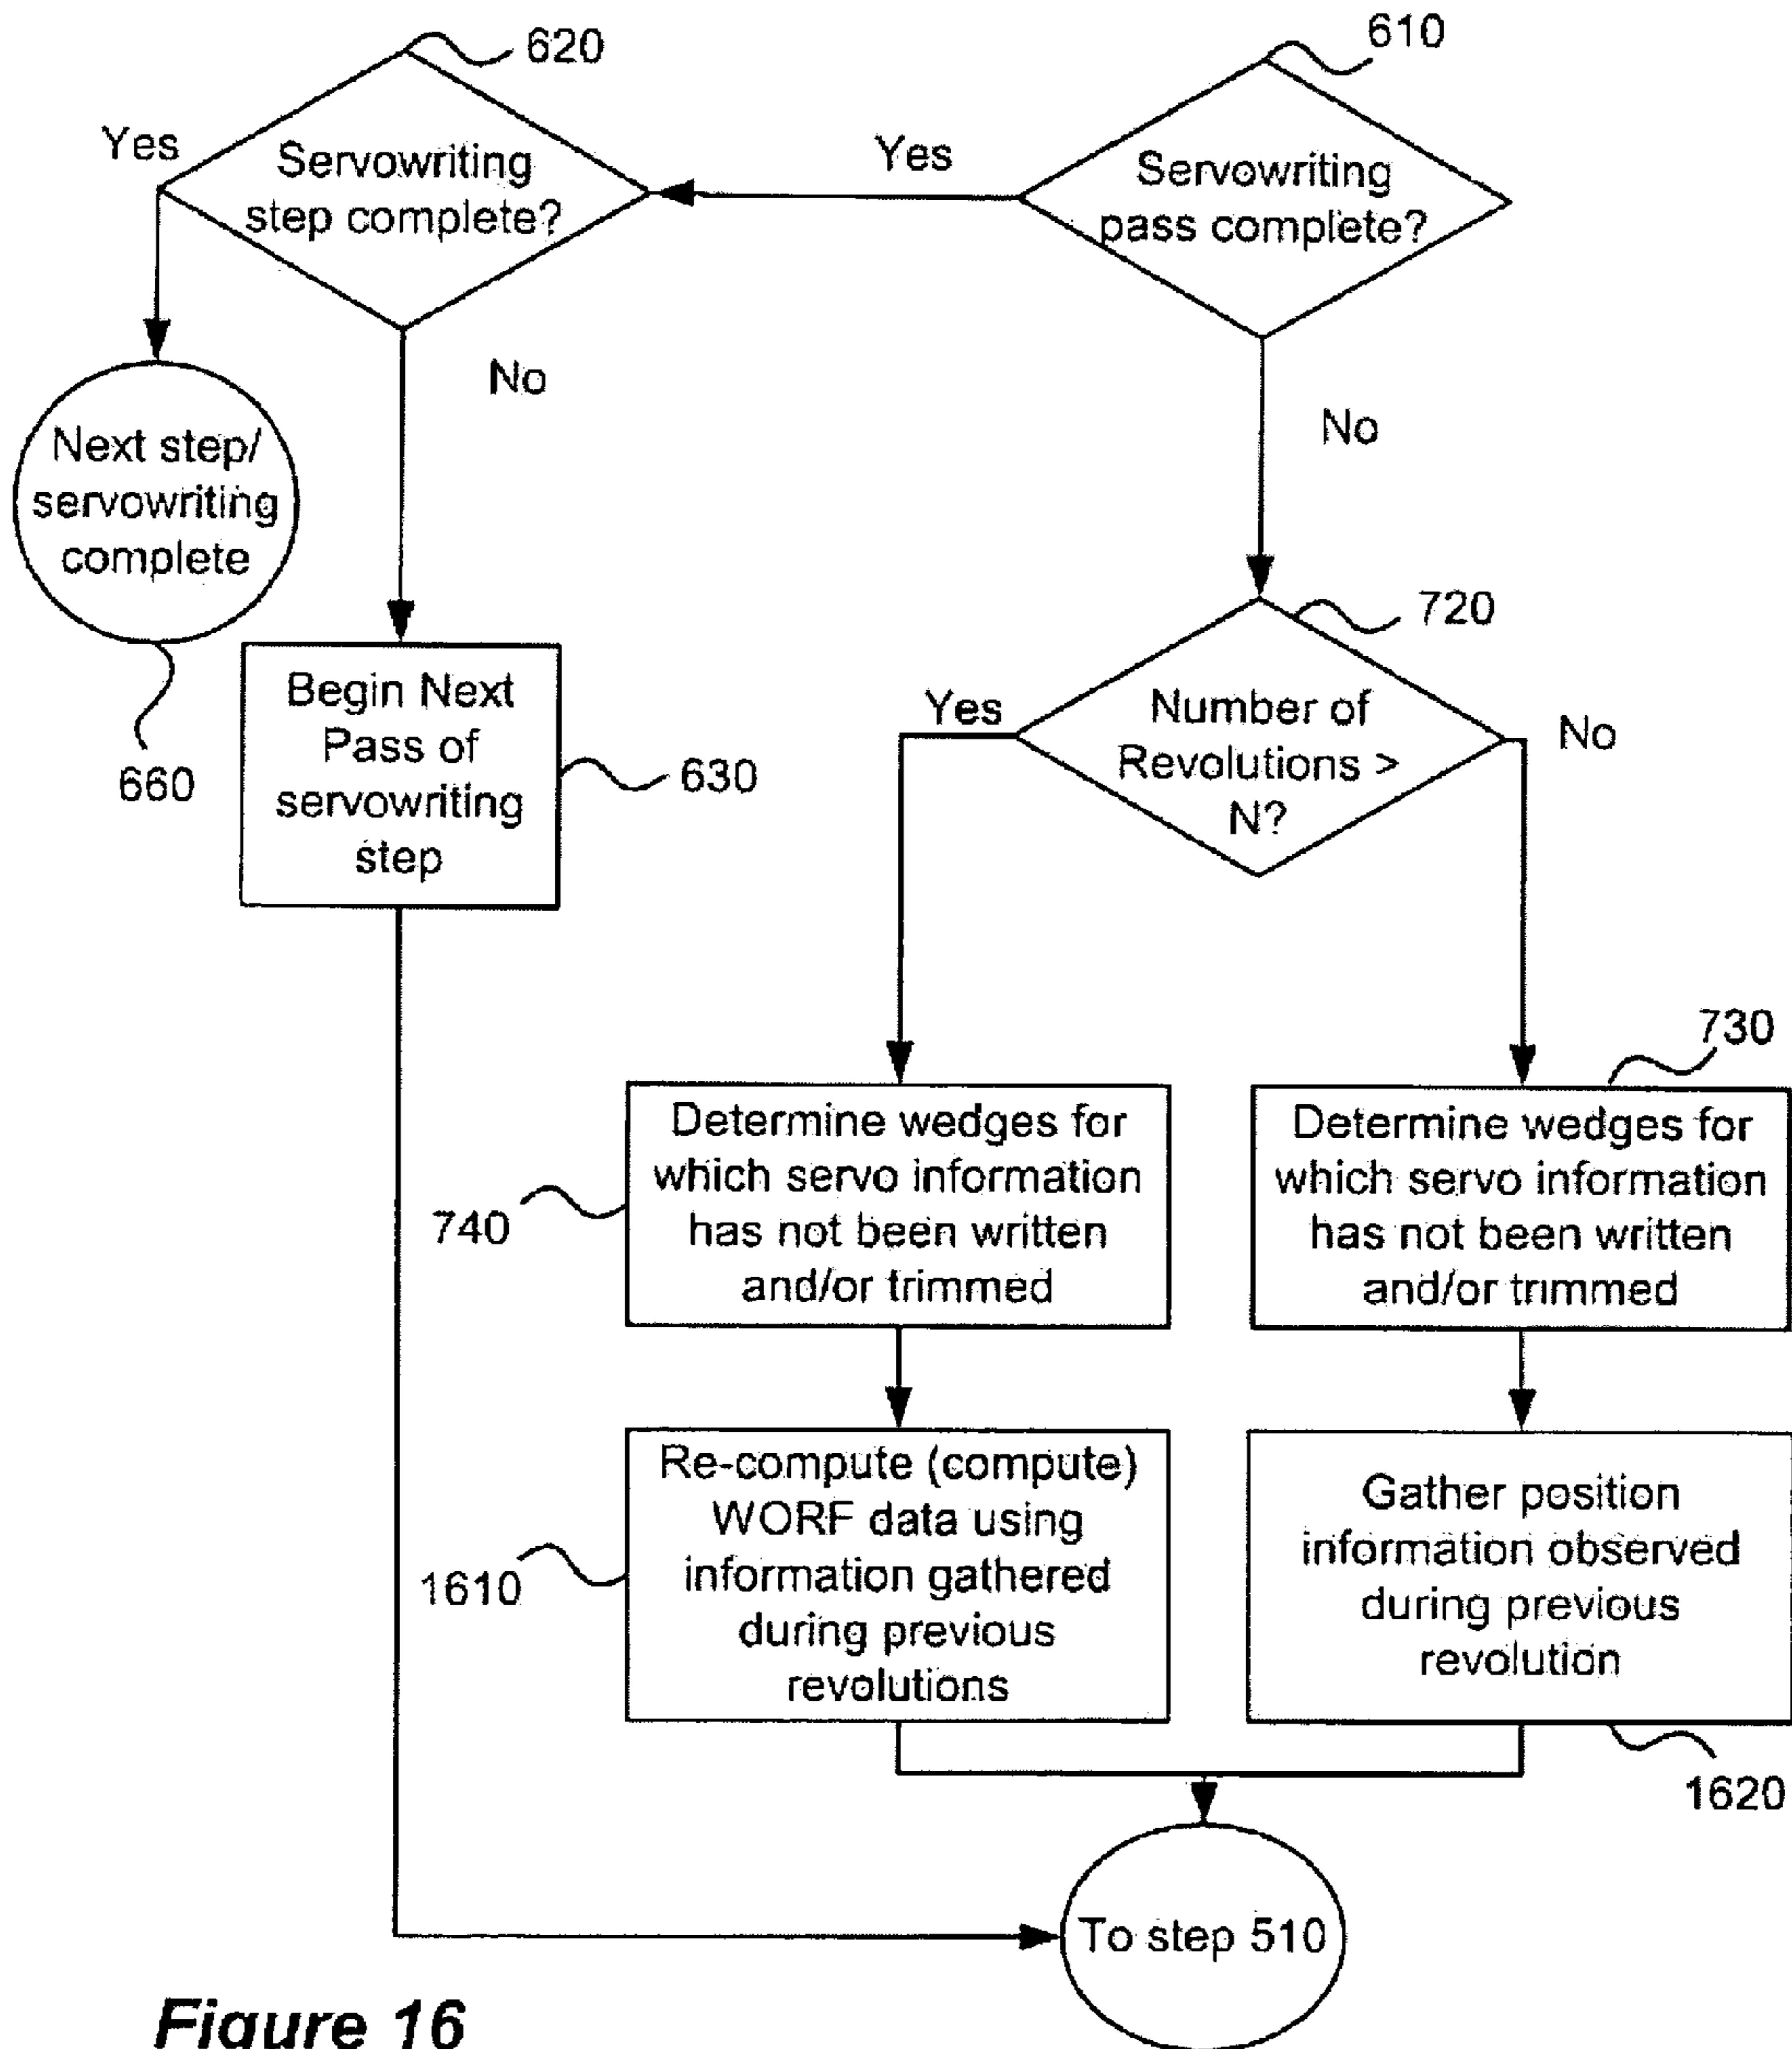 620
610
Yes
Servowriting
step complete?
Yes
Servowriting
pass complete?
No
No
Next step/
servowriting
complete
660
Begin Next
Pass of
servowriting
step
630
720
Yes
Number of
Revolutions >
N?
No
730
Determine wedges for
which servo information
has not been written
and/or trimmed
740
Determine wedges for
which servo information
has not been written
and/or trimmed
Re-compute (compute)
WORF data using
information gathered
during previous
revolutions
1610
Gather position
information observed
during previous
revolution
1620
To step 510
Figure 16